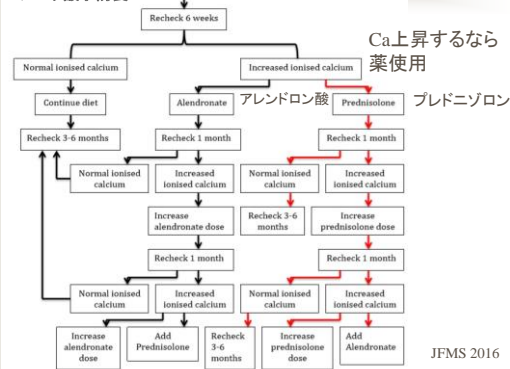 Recheck 6 weeks
Ca上昇するなら
薬使用
Normal ionised calcium
Increased ionised calcium
Continue diet
Alendronate
アレンドロン酸
Prednisolone
プレドニゾロン
Recheck 3-6 months
Recheck 1 month
Recheck 1 month
Normal ionised
calcium
Increased
ionised calcium
Normal ionised
calcium
Increased
ionised calcium
Increase
alendronate dose
Recheck 3-6
months
Increase
prednisolone dose
Recheck 1 month
Recheck 1 month
Normal ionised
calcium
Increased
ionised calcium
Normal ionised
calcium
Increased
ionised calcium
Increase
alendronate
dose
Add
Prednisolone
Recheck
3-6
months
Increase
prednisolone
dose
Add
Alendronate
JFMS 2016